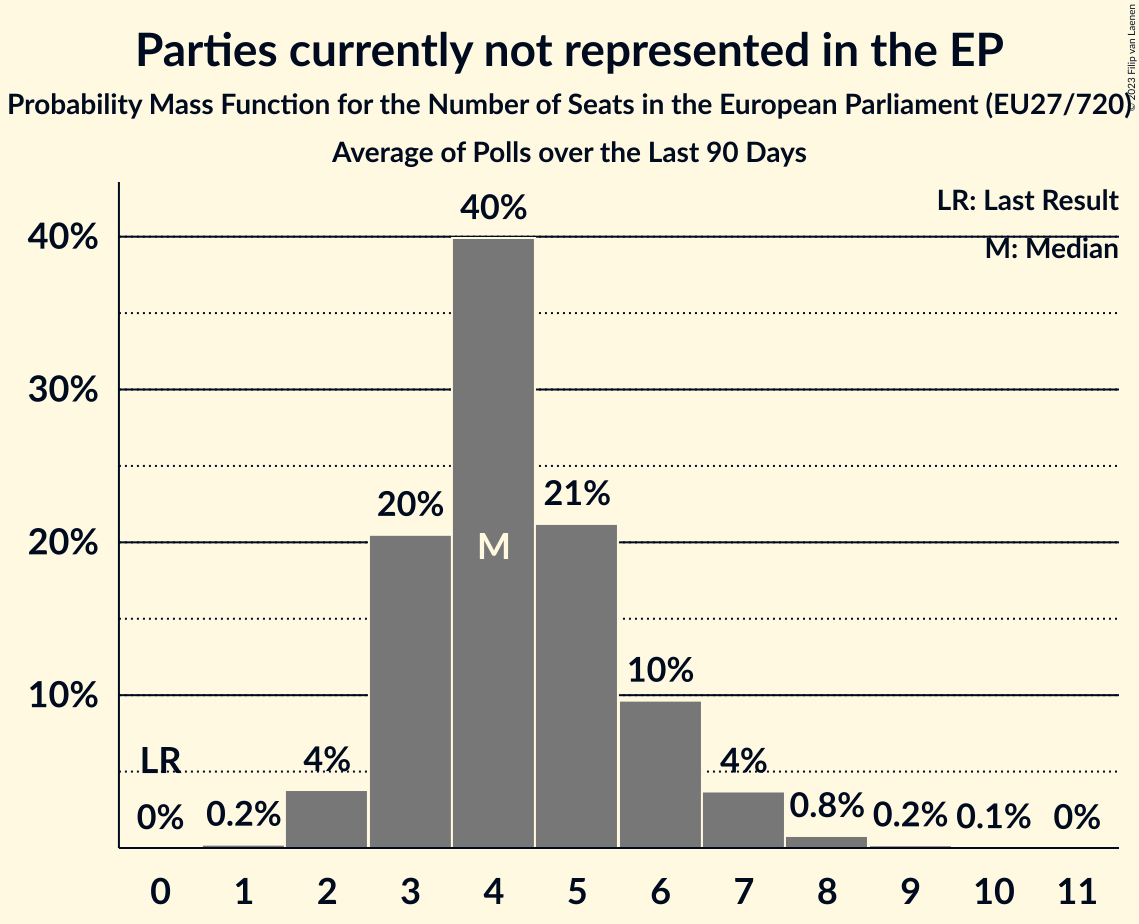 Parties currently not represented in the EP
Probability Mass Function for the Number of Seats in the European Parliament (EU27/720)
Average of Polls over the Last 90 Days
© 2023 Filip van Laenen
LR: Last Result
M: Median
40%
30%
20%
10%
LR
0%
0.2%
4%
20%
40%
M
21%
10%
4%
0.8%
0.2%
0.1%
0%
0 1 2 3 4 5 6 7 8 9 10 11